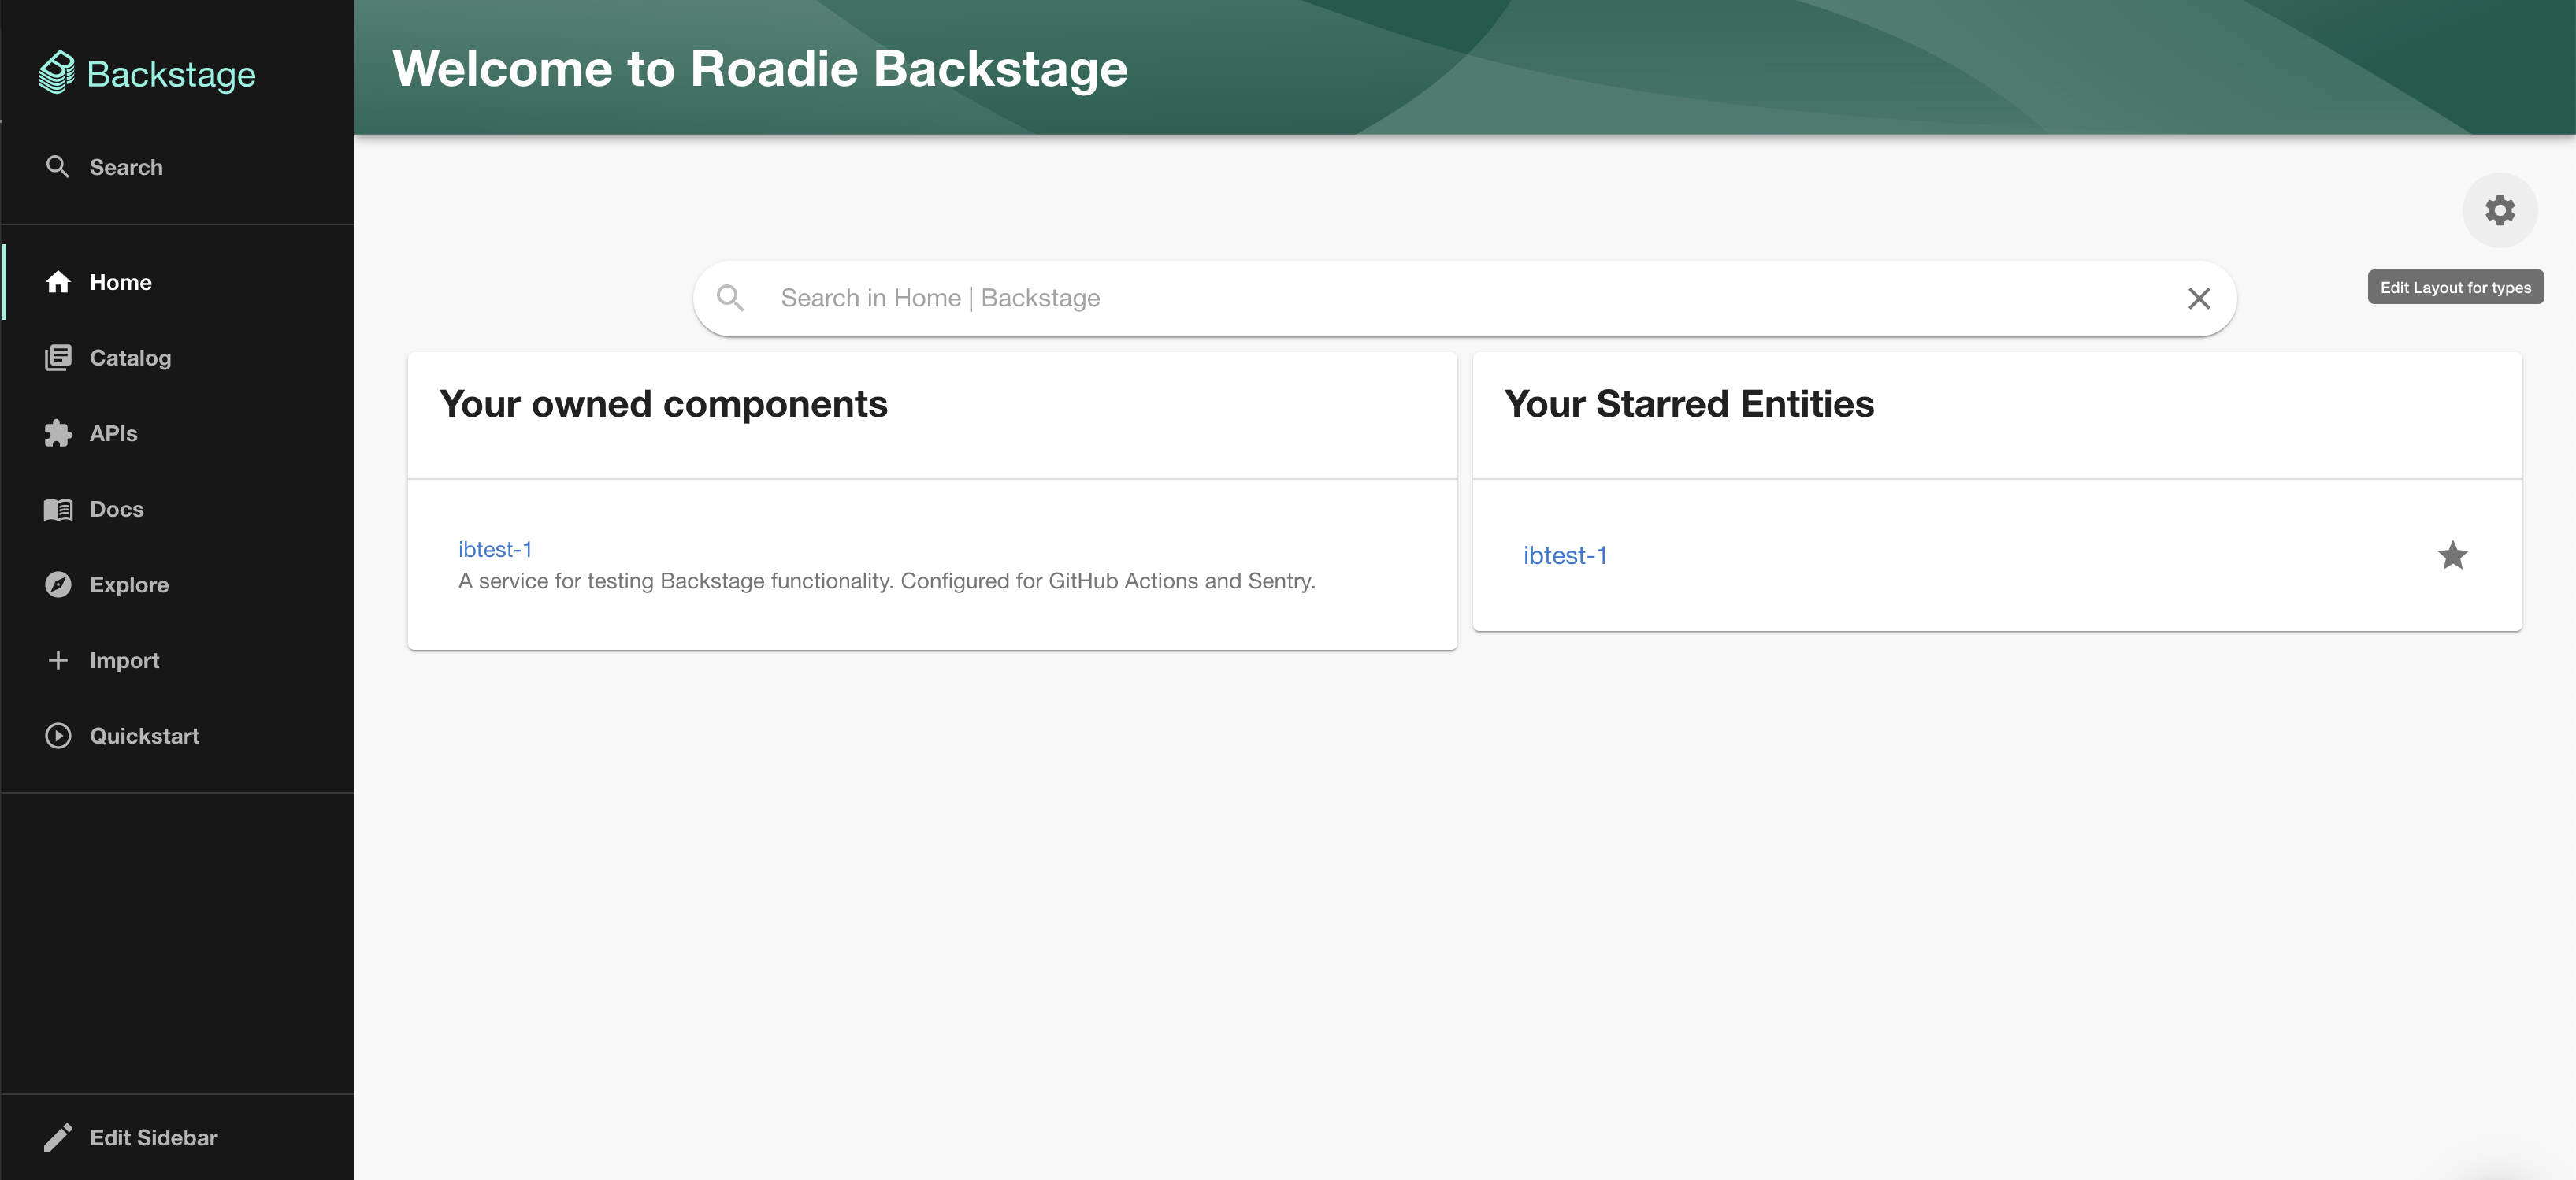 Backstage
Search
Home
Catalog
APIs
Docs
Explore
Import
Quickstart
Edit Sidebar
Welcome to Roadie Backstage
Edit Layout for types
Search in Home | Backstage
Your owned components
ibtest-1
A service for testing Backstage functionality. Configured for GitHub Actions and Sentry.
Your Starred Entities
ibtest-1